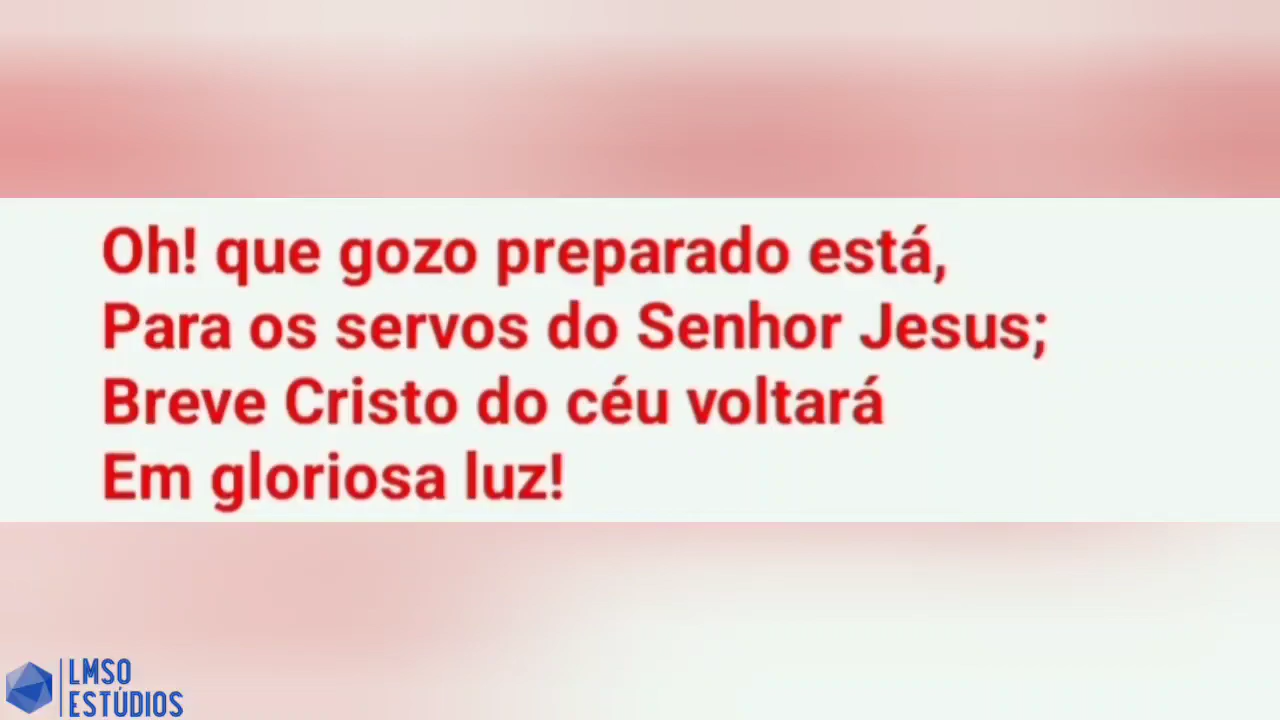 Oh! que gozo preparado está,
Para os servos do Senhor Jesus;
Breve Cristo do céu voltará
Em gloriosa luz!
LMSO
ESTÚDIOS